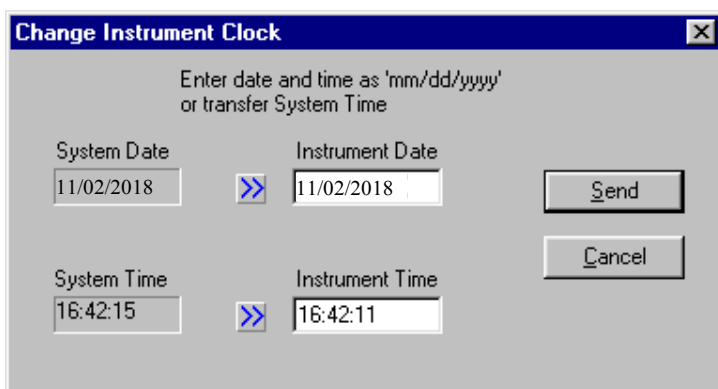 Change Instrument Clock
Enter date and time as 'mm/dd/yyyy'
or transfer System Time
System Date
Instrument Date
11/02/2018
>>
11/02/2018
Send
Cancel
System Time
Instrument Time
16:42:15
>>
16:42:11